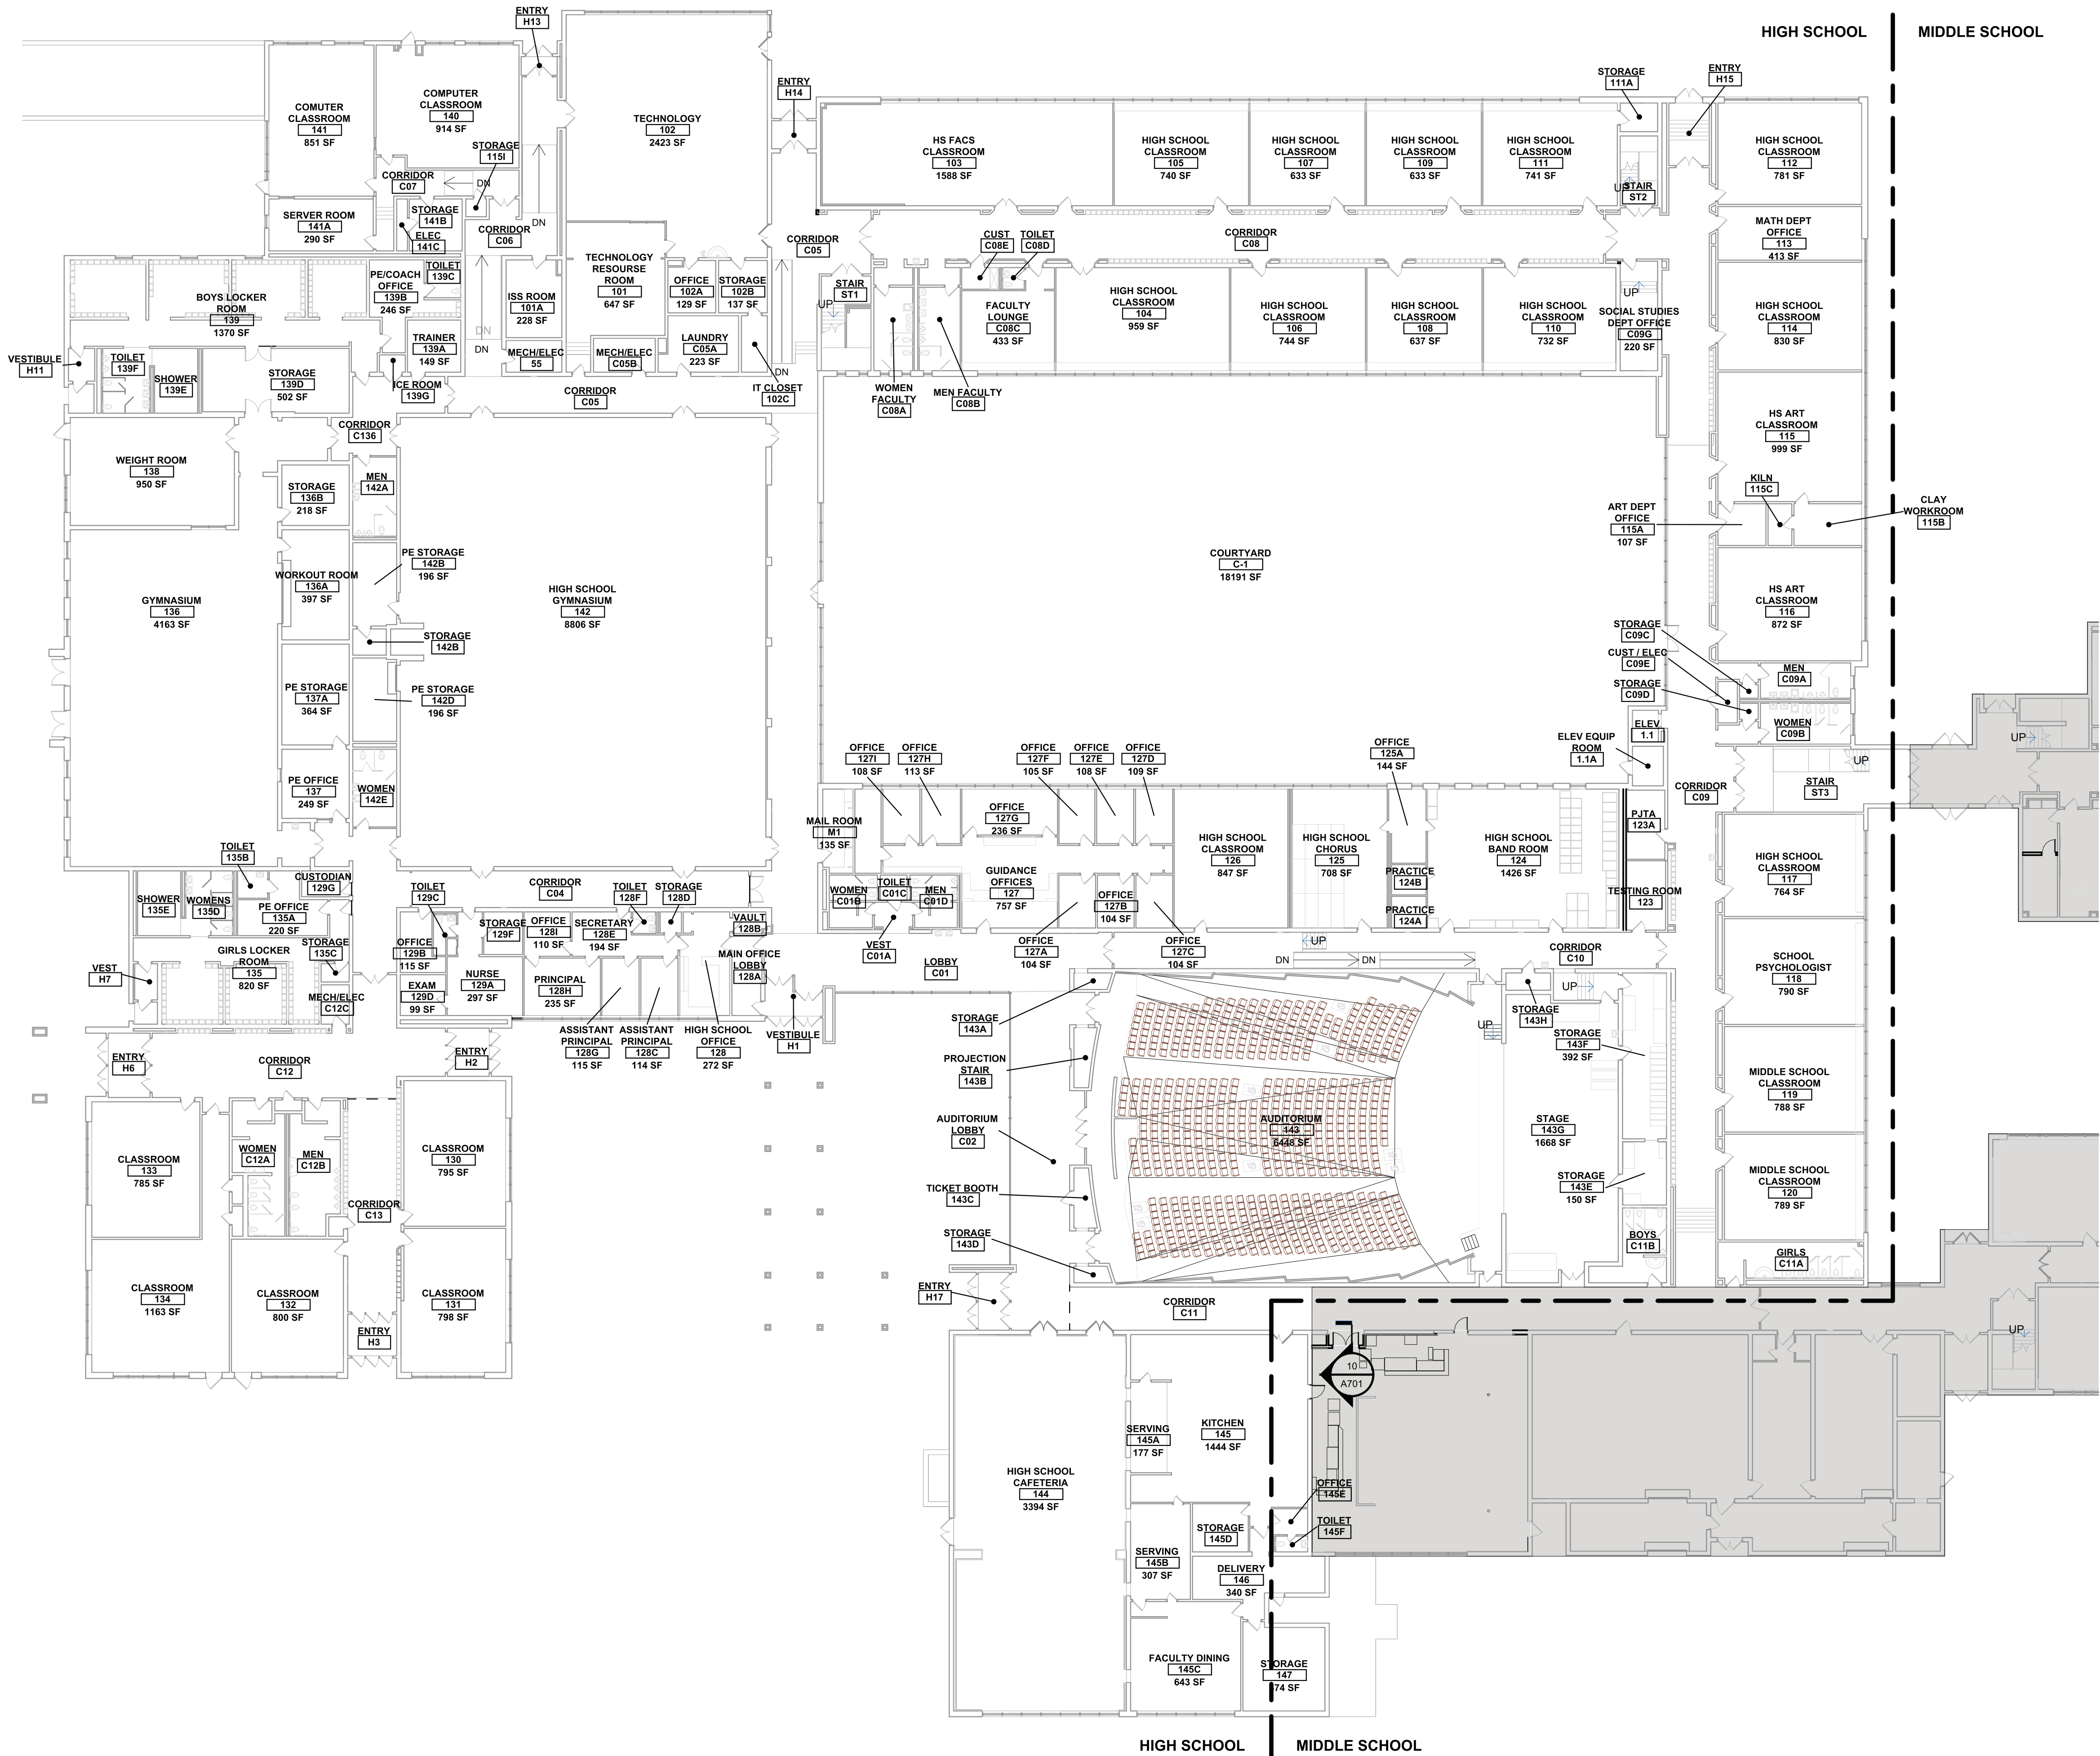 HIGH SCHOOL
MIDDLE SCHOOL
ENTRY
H13
COMUTER
CLASSROOM
141
851 SF
COMPUTER
CLASSROOM
140
914 SF
TECHNOLOGY
102
2423 SF
ENTRY
H14
STORAGE
111A
ENTRY
H15
HS FACS
CLASSROOM
103
1588 SF
HIGH SCHOOL
CLASSROOM
105
740 SF
HIGH SCHOOL
CLASSROOM
107
633 SF
HIGH SCHOOL
CLASSROOM
109
633 SF
HIGH SCHOOL
CLASSROOM
111
741 SF
HIGH SCHOOL
CLASSROOM
112
781 SF
STORAGE
115I
CORRIDOR
C07
DN
DN
UP
STAIR
ST2
SERVER ROOM
141A
290 SF
STORAGE
141B
ELEC
141C
CORRIDOR
C06
CORRIDOR
C05
CUST
C08E
TOILET
C08D
CORRIDOR
C08
MATH DEPT
OFFICE
113
413 SF
BOYS LOCKER
ROOM
139
1370 SF
PE/COACH
OFFICE
139B
246 SF
TOILET
139C
ISS ROOM
101A
228 SF
TECHNOLOGY
RESOURSE
ROOM
101
647 SF
OFFICE
102A
129 SF
STORAGE
102B
137 SF
STAIR
ST1
UP
FACULTY
LOUNGE
C08C
433 SF
HIGH SCHOOL
CLASSROOM
104
959 SF
HIGH SCHOOL
CLASSROOM
106
744 SF
HIGH SCHOOL
CLASSROOM
108
637 SF
HIGH SCHOOL
CLASSROOM
110
732 SF
UP
SOCIAL STUDIES
DEPT OFFICE
C09G
220 SF
HIGH SCHOOL
CLASSROOM
114
830 SF
VESTIBULE
H11
TOILET
139F
SHOWER
139E
STORAGE
139D
502 SF
TRAINER
139A
149 SF
DN
DN
ICE ROOM
139G
MECH/ELEC
55
MECH/ELEC
C05B
LAUNDRY
C05A
223 SF
DN
IT CLOSET
102C
CORRIDOR
C05
WOMEN
FACULTY
C08A
MEN FACULTY
C08B
CORRIDOR
C136
WEIGHT ROOM
138
950 SF
STORAGE
136B
218 SF
MEN
142A
HS ART
CLASSROOM
115
999 SF
KILN
115C
ART DEPT
OFFICE
115A
107 SF
CLAY
WORKROOM
115B
PE STORAGE
142B
196 SF
WORKOUT ROOM
136A
397 SF
GYMNASIUM
136
4163 SF
HIGH SCHOOL
GYMNASIUM
142
8806 SF
COURTYARD
C-1
18191 SF
HS ART
CLASSROOM
116
872 SF
STORAGE
142B
STORAGE
C09C
CUST / ELEC
C09E
STORAGE
C09D
MEN
C09A
WOMEN
C09B
PE STORAGE
137A
364 SF
PE STORAGE
142D
196 SF
ELEV
1.1
ELEV EQUIP
ROOM
1.1A
UP
UP
PE OFFICE
137
249 SF
WOMEN
142E
OFFICE
127I
108 SF
OFFICE
127H
113 SF
OFFICE
127F
105 SF
OFFICE
127E
108 SF
OFFICE
127D
109 SF
OFFICE
125A
144 SF
CORRIDOR
C09
STAIR
ST3
MAIL ROOM
M1
135 SF
OFFICE
127G
236 SF
HIGH SCHOOL
CLASSROOM
126
847 SF
HIGH SCHOOL
CHORUS
125
708 SF
HIGH SCHOOL
BAND ROOM
124
1426 SF
PJTA
123A
HIGH SCHOOL
CLASSROOM
117
764 SF
TOILET
135B
CUSTODIAN
129G
CORRIDOR
C04
SHOWER
135E
WOMENS
135D
PE OFFICE
135A
220 SF
TOILET
129C
TOILET
128F
STORAGE
128D
WOMEN
C01B
TOILET
C01C
MEN
C01D
GUIDANCE
OFFICES
127
757 SF
OFFICE
127B
104 SF
PRACTICE
124B
PRACTICE
124A
TESTING ROOM
123
STORAGE
129F
OFFICE
128I
110 SF
SECRETARY
128E
194 SF
VAULT
128B
VEST
C01A
OFFICE
127A
104 SF
OFFICE
127C
104 SF
UP
DN
DN
CORRIDOR
C10
GIRLS LOCKER
ROOM
135
820 SF
STORAGE
135C
OFFICE
129B
115 SF
MAIN OFFICE
LOBBY
128A
LOBBY
C01
SCHOOL
PSYCHOLOGIST
118
790 SF
VEST
H7
MECH/ELEC
C12C
EXAM
129D
99 SF
NURSE
129A
297 SF
PRINCIPAL
128H
235 SF
ASSISTANT
PRINCIPAL
128G
115 SF
ASSISTANT
PRINCIPAL
128C
114 SF
HIGH SCHOOL
OFFICE
128
272 SF
VESTIBULE
H1
STORAGE
143A
UP
STORAGE
143H
UP
STORAGE
143F
392 SF
ENTRY
H6
CORRIDOR
C12
ENTRY
H2
PROJECTION
STAIR
143B
MIDDLE SCHOOL
CLASSROOM
119
788 SF
AUDITORIUM
LOBBY
C02
AUDITORIUM
143
6448 SF
STAGE
143G
1668 SF
CLASSROOM
133
785 SF
WOMEN
C12A
MEN
C12B
CLASSROOM
130
795 SF
CORRIDOR
C13
TICKET BOOTH
143C
STORAGE
143E
150 SF
MIDDLE SCHOOL
CLASSROOM
120
789 SF
STORAGE
143D
BOYS
C11B
GIRLS
C11A
CLASSROOM
134
1163 SF
CLASSROOM
132
800 SF
CLASSROOM
131
798 SF
ENTRY
H3
ENTRY
H17
CORRIDOR
C11
UP
10
A701
SERVING
145A
177 SF
KITCHEN
145
1444 SF
HIGH SCHOOL
CAFETERIA
144
3394 SF
OFFICE
145E
TOILET
145F
STORAGE
145D
SERVING
145B
307 SF
DELIVERY
146
340 SF
FACULTY DINING
145C
643 SF
STORAGE
147
74 SF
HIGH SCHOOL
MIDDLE SCHOOL